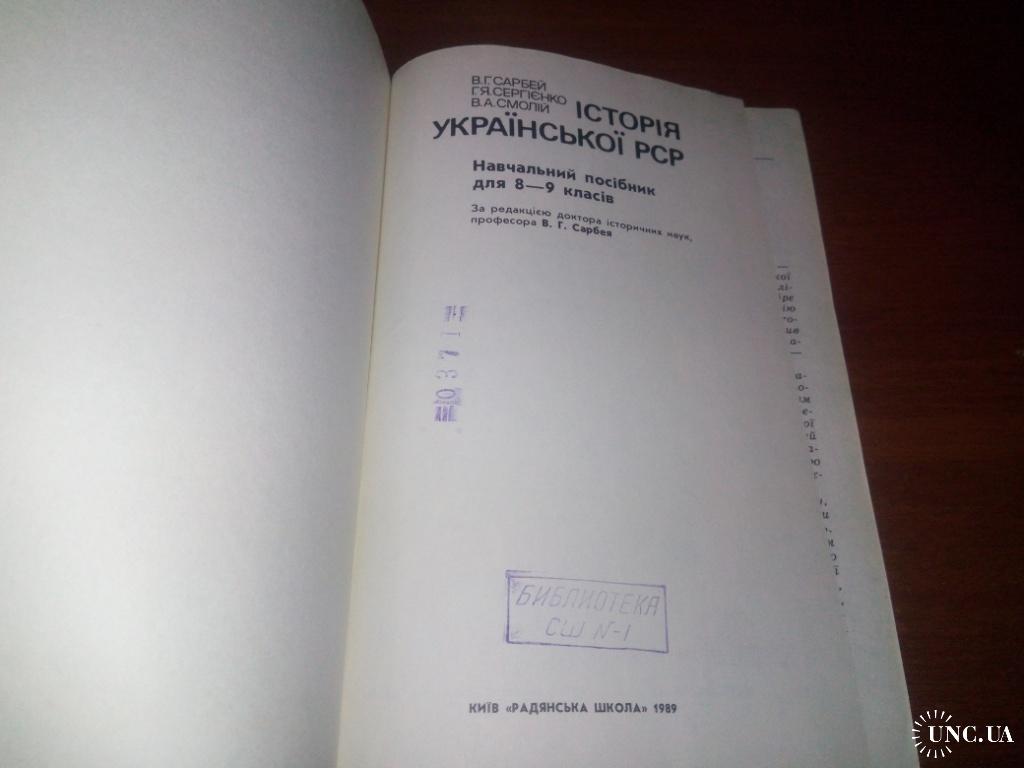 В.Г.САРБЕЙ
Г.Я.СЕРГІЄНКО
В.А.СМОЛІЙ
ІСТОРІЯ
УКРАЇНСЬКОЇ РСР
Навчальний посібник
для 8—9 класів
За редакцією доктора історичних наук,
професора В. Г. Сарбея
0371
БИБЛИОТЕКА
СШ N-1
КИЇВ «РАДЯНСЬКА ШКОЛА» 1989
UNC.UA